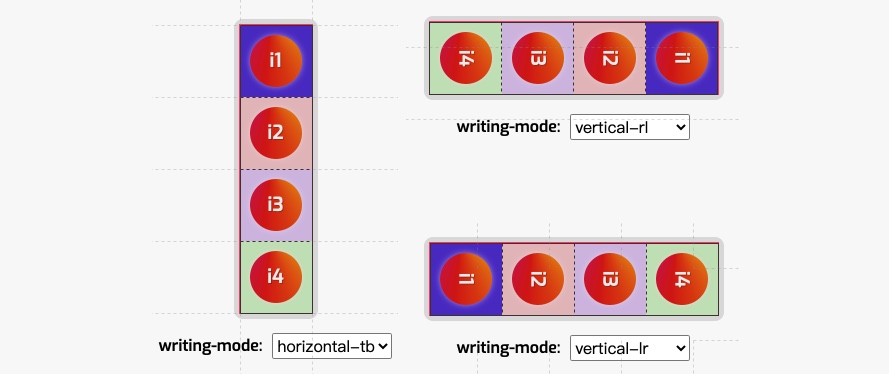 i1
i2
i3
i4
writing-mode: horizontal-tb
i4 i3 i2 i1
writing-mode: vertical-rl
i1 i2 i3 i4
writing-mode: vertical-lr